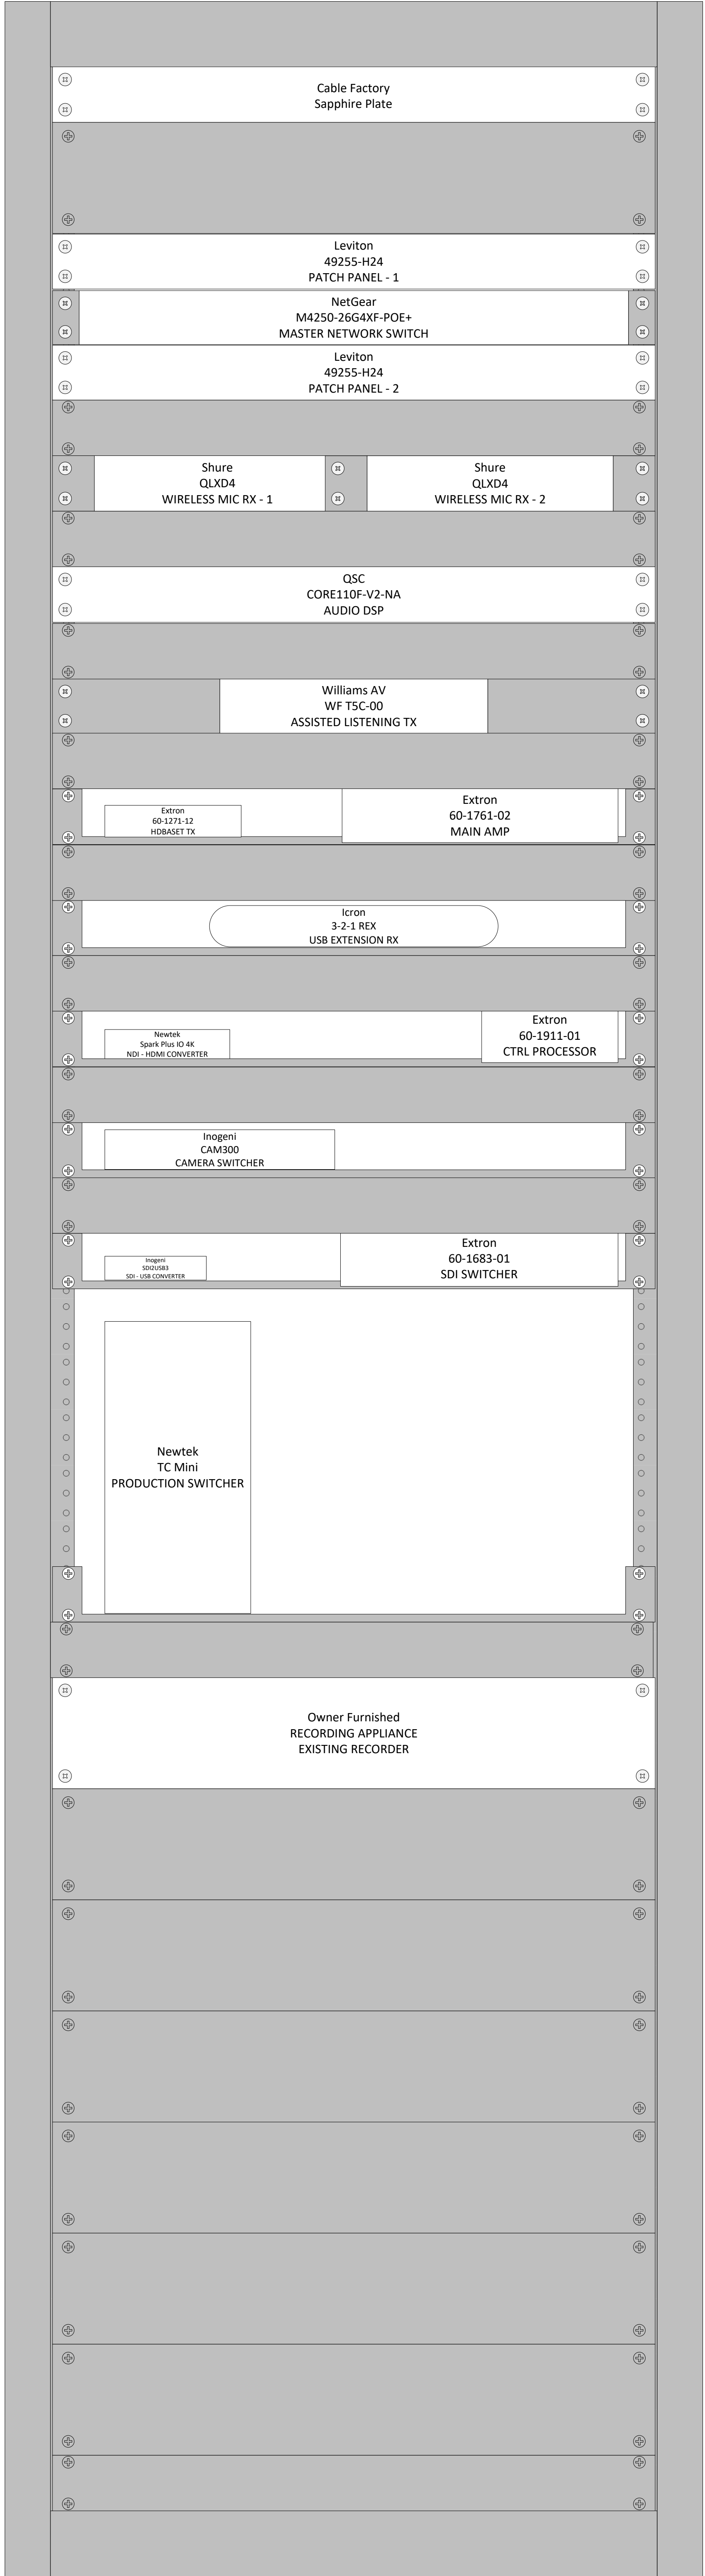 Cable Factory
Sapphire Plate
Leviton
49255-H24
PATCH PANEL - 1
NetGear
M4250-26G4XF-POE+
MASTER NETWORK SWITCH
Leviton
49255-H24
PATCH PANEL - 2
Shure
QLXD4
WIRELESS MIC RX - 1
Shure
QLXD4
WIRELESS MIC RX - 2
QSC
CORE110F-V2-NA
AUDIO DSP
Williams AV
WF T5C-00
ASSISTED LISTENING TX
Extron
60-1271-12
HDBASET TX
Extron
60-1761-02
MAIN AMP
Icron
3-2-1 REX
USB EXTENSION RX
Newtek
Spark Plus IO 4K
NDI - HDMI CONVERTER
Extron
60-1911-01
CTRL PROCESSOR
Inogeni
CAM300
CAMERA SWITCHER
Inogeni
SDI2USB3
SDI - USB CONVERTER
Extron
60-1683-01
SDI SWITCHER
Newtek
TC Mini
PRODUCTION SWITCHER
Owner Furnished
RECORDING APPLIANCE
EXISTING RECORDER